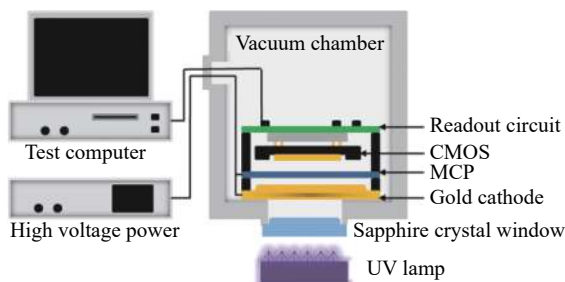 Vacuum chamber
Readout circuit
Test computer
CMOS
MCP
Gold cathode
High voltage power
Sapphire crystal window
UV lamp